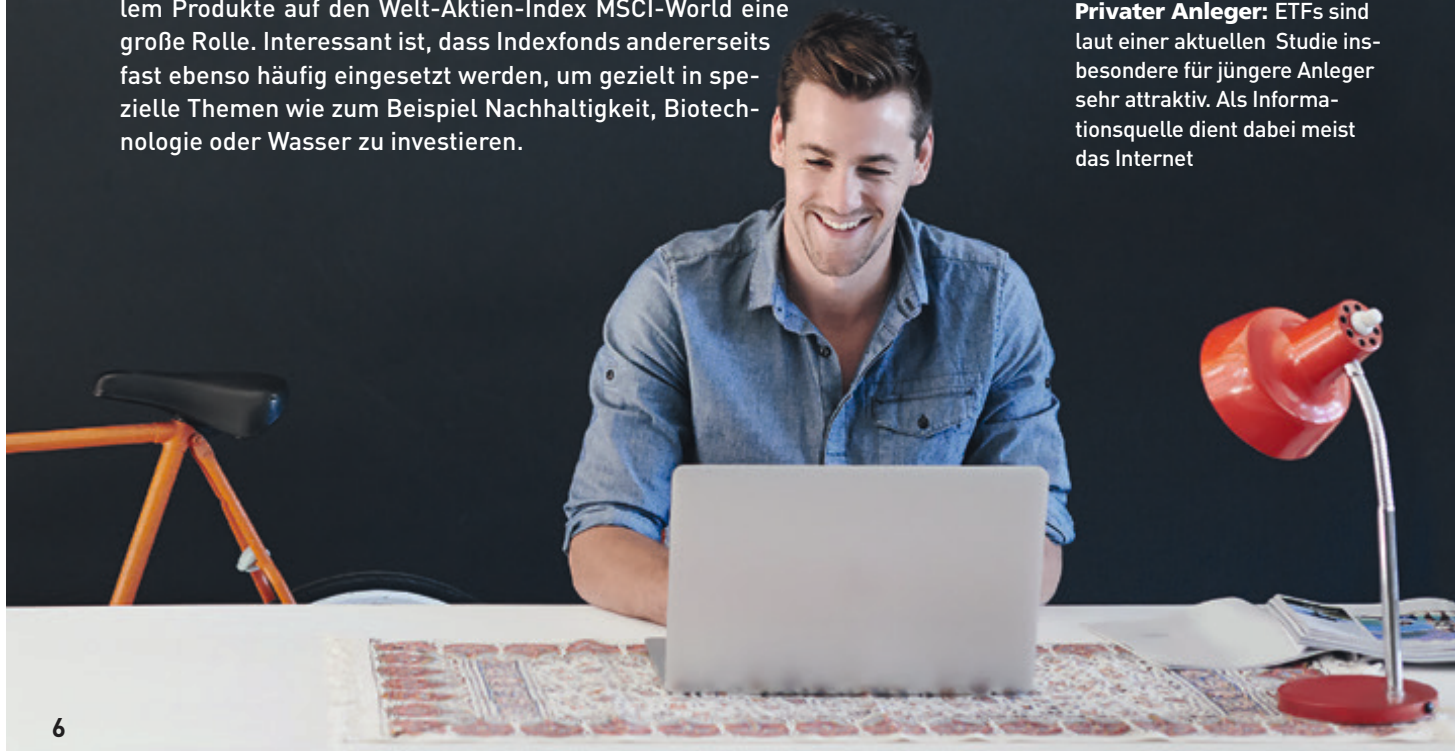 lem Produkte auf den Welt-Aktien-Index MSCI-World eine
große Rolle. Interessant ist, dass Indexfonds andererseits
fast ebenso häufig eingesetzt werden, um gezielt in spe-
zielle Themen wie zum Beispiel Nachhaltigkeit, Biotech-
nologie oder Wasser zu investieren.
Privater Anleger: ETFs sind
laut einer aktuellen Studie ins-
besondere für jüngere Anleger
sehr attraktiv. Als Informa-
tionsquelle dient dabei meist
das Internet
6